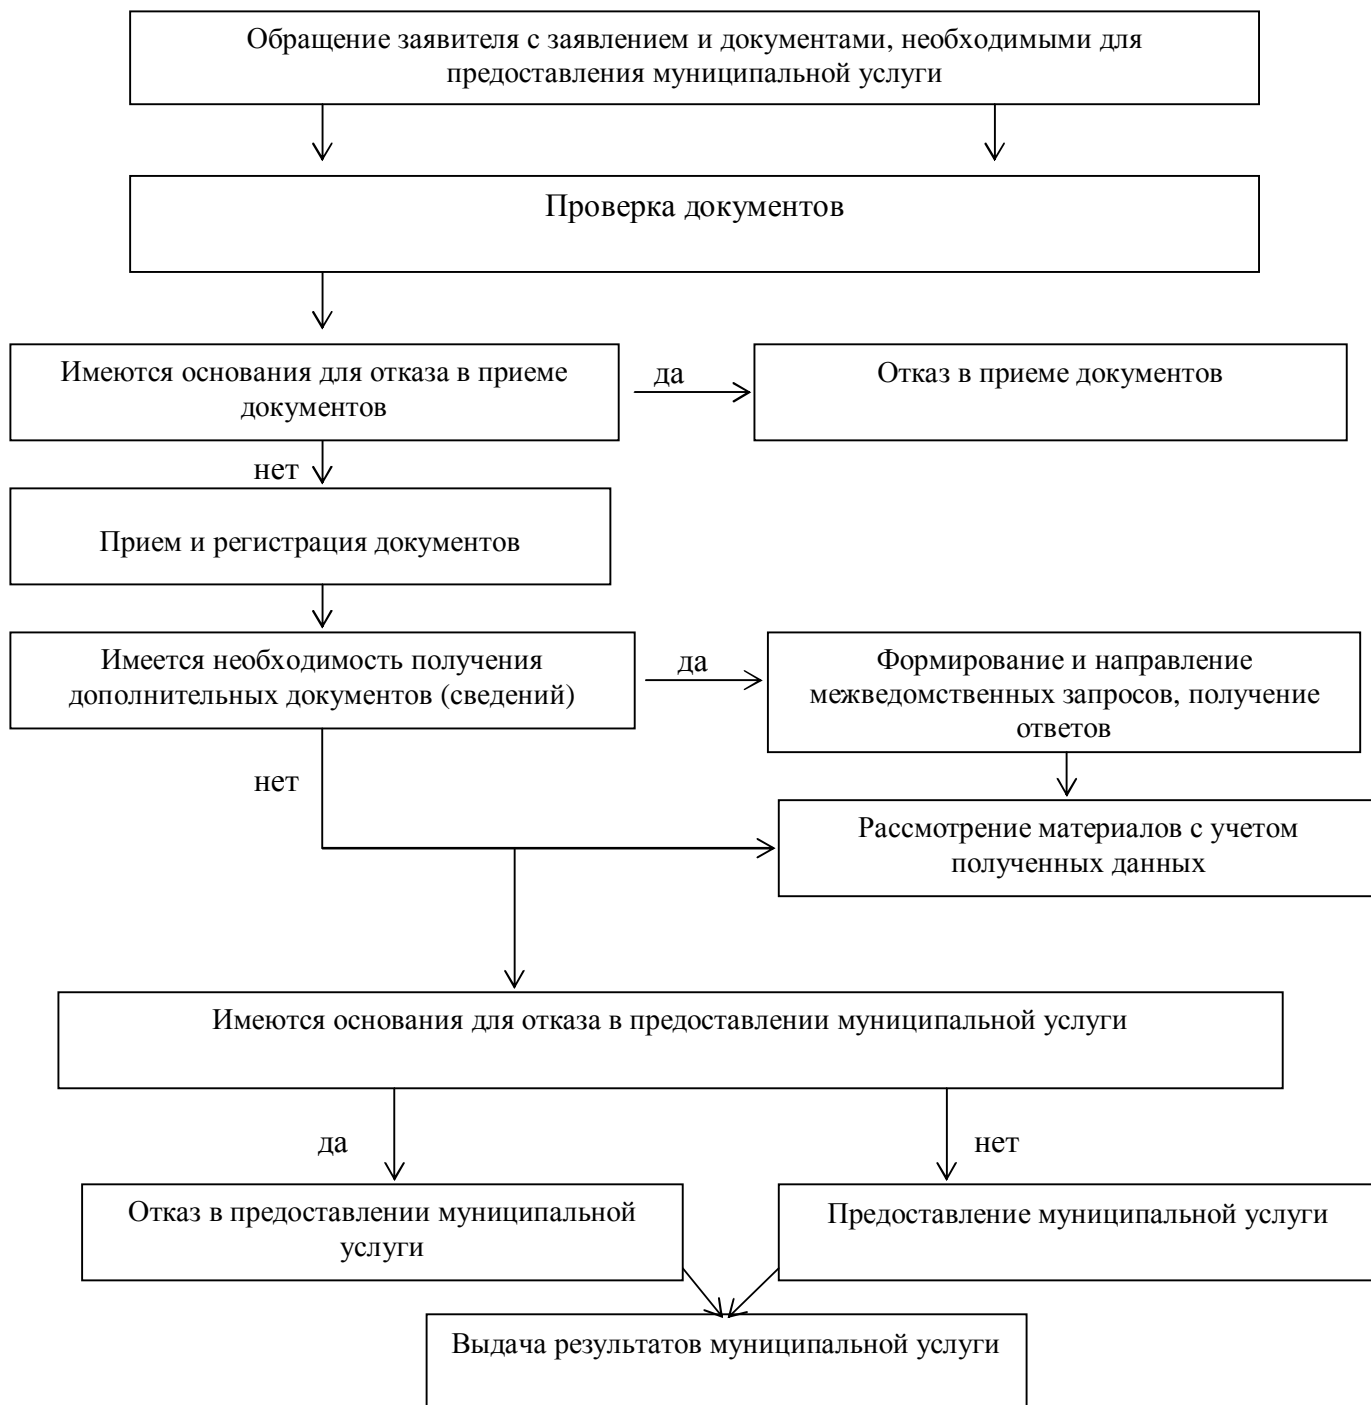 Обращение заявителя с заявлением и документами, необходимыми для
предоставления муниципальной услуги
Проверка документов
Имеются основания для отказа в приеме
документов
да
Отказ в приеме документов
нет
Прием и регистрация документов
Имеется необходимость получения
дополнительных документов (сведений)
да
Формирование и направление
межведомственных запросов, получение
ответов
нет
Рассмотрение материалов с учетом
полученных данных
Имеются основания для отказа в предоставлении муниципальной услуги
да
нет
Отказ в предоставлении муниципальной
услуги
Предоставление муниципальной услуги
Выдача результатов муниципальной услуги